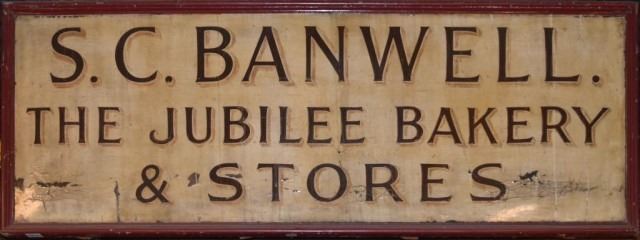 S. C. BANWELL.
THE JUBILEE BAKERY
& STORES